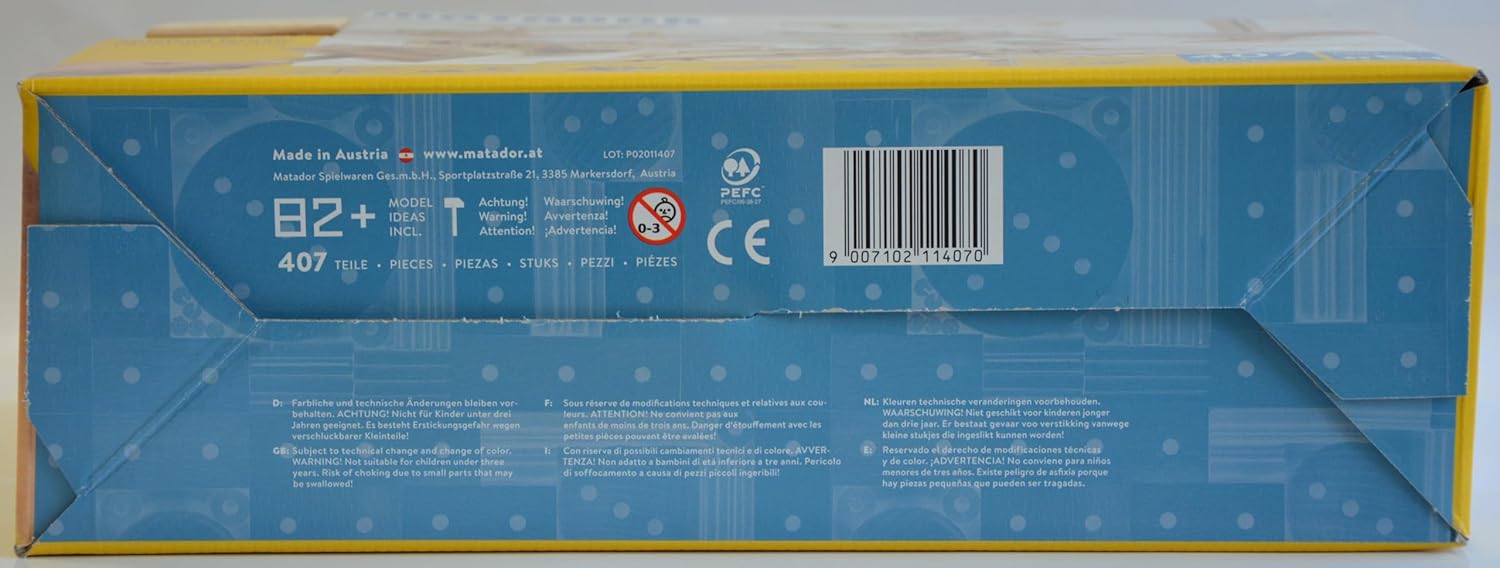 Made in Austria www.matador.at LOT: P02011407
Matador Spielwaren Ges.m.b.H., Sportplatzstraße 21, 3385 Markersdorf, Austria
82+
MODEL
IDEAS
INCL.
Achtung! Waarschuwing!
Warning! Avvertenza!
Attention! ¡Advertencia!
0-3
407 TEILE • PIECES • PIEZAS • STUKS • PEZZI • PIÉZES
PEFC™
CE
9 007102 114070
D: Farbliche und technische Änderungen bleiben vor-
behalten. ACHTUNG! Nicht für Kinder unter drei
Jahren geeignet. Es besteht Erstickungsgefahr wegen
verschluckbarer Kleinteile!
GB: Subject to technical change and change of color.
WARNING! Not suitable for children under three
years. Risk of choking due to small parts that may
be swallowed!
F: Sous réserve de modifications techniques et relatives aux cou-
leurs. ATTENTION! Ne convient pas aux
enfants de moins de trois ans. Danger d'étouffement avec les
petites pièces pouvant être avalées!
I: Con riserva di possibili cambiamenti tecnici e di colore. AVVER-
TENZA! Non adatto a bambini di età inferiore a tre anni. Pericolo
di soffocamento a causa di pezzi piccoli ingeribili!
NL: Kleuren technische veranderingen voorbehouden.
WAARSCHUWING! Niet geschikt voor kinderen jonger
dan drie jaar. Er bestaat gevaar voo verstikking vanwege
kleine stukjes die ingeslikt kunnen worden!
E: Reservado el derecho de modificaciones técnicas
y de color. ¡ADVERTENCIA! No conviene para niños
menores de tres años. Existe peligro de asfixia porque
hay piezas pequeñas que pueden ser tragadas.